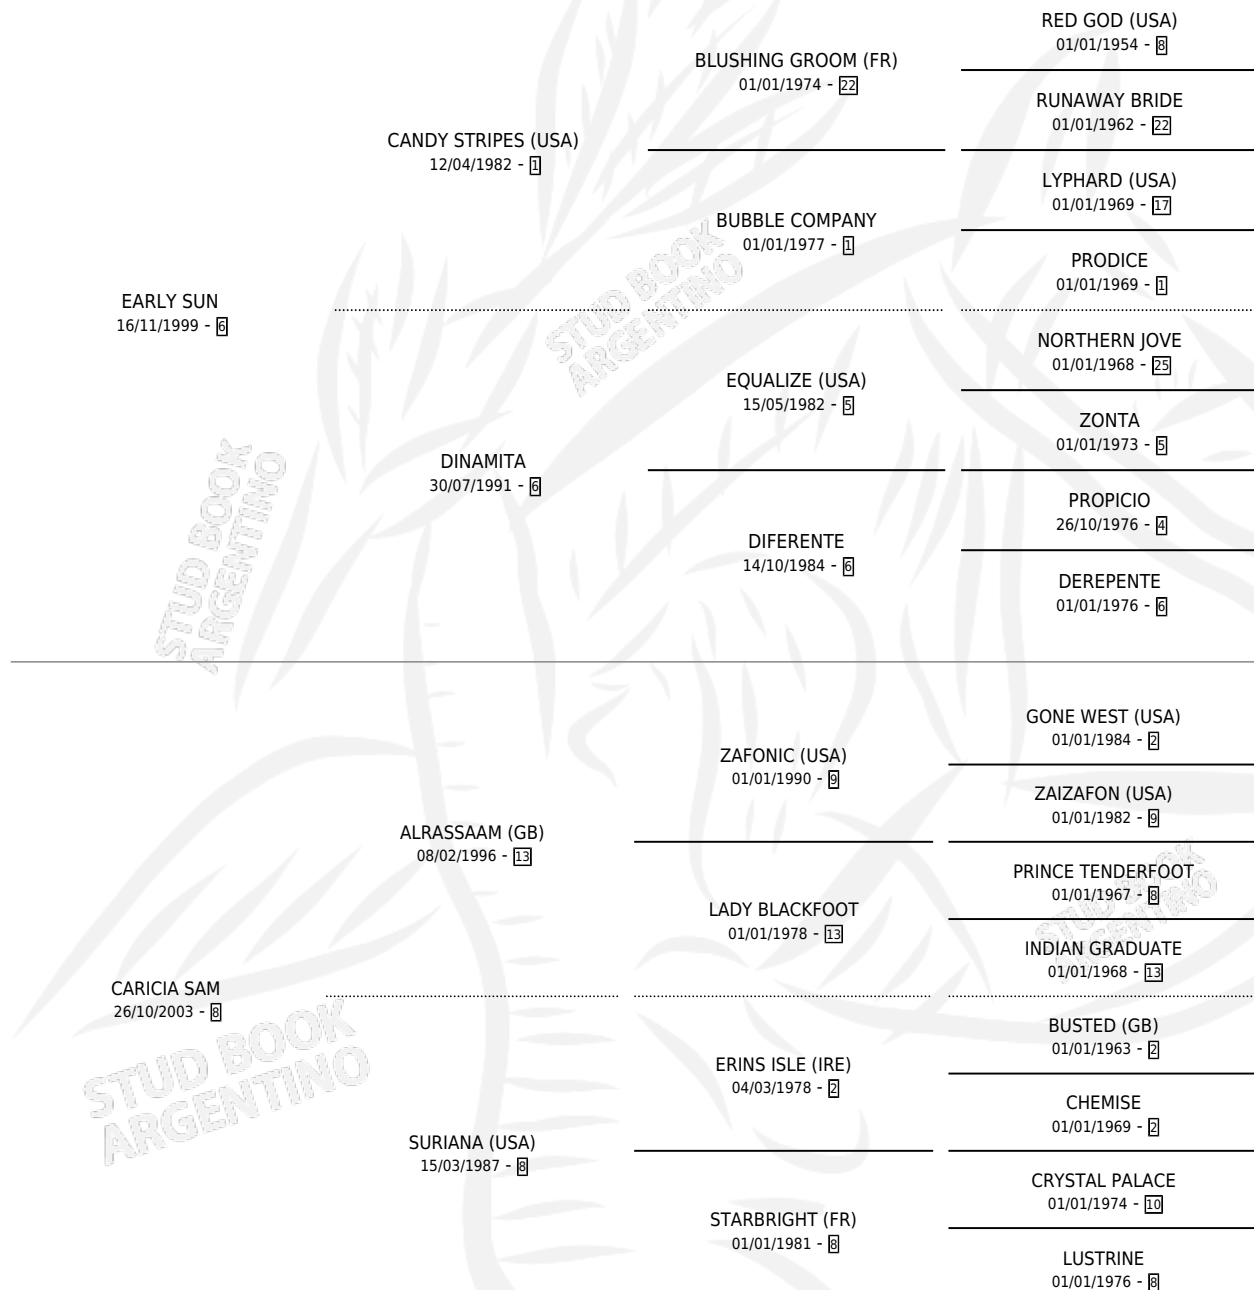 RED GOD (USA)
01/01/1954 - 8
BLUSHING GROOM (FR)
01/01/1974 - 22
RUNAWAY BRIDE
01/01/1962 - 22
CANDY STRIPES (USA)
12/04/1982 - 1
LYPHARD (USA)
01/01/1969 - 17
BUBBLE COMPANY
01/01/1977 - 1
PRODICE
01/01/1969 - 1
EARLY SUN
16/11/1999 - 6
STUD BOOK
ARGENTINO
NORTHERN JOVE
01/01/1968 - 25
EQUALIZE (USA)
15/05/1982 - 5
ZONTA
01/01/1973 - 5
DINAMITA
30/07/1991 - 6
PROPICIO
26/10/1976 - 4
DIFERENTE
14/10/1984 - 6
DEREPENTE
01/01/1976 - 6
STUD BOOK
ARGENTINO
GONE WEST (USA)
01/01/1984 - 2
ZAFONIC (USA)
01/01/1990 - 9
ZAIZAFON (USA)
01/01/1982 - 9
ALRASSAAM (GB)
08/02/1996 - 13
PRINCE TENDERFOOT
01/01/1967 - 8
LADY BLACKFOOT
01/01/1978 - 13
STUD BOOK
ARGENTINO
INDIAN GRADUATE
01/01/1968 - 13
CARICIA SAM
26/10/2003 - 8
STUD BOOK
ARGENTINO
BUSTED (GB)
01/01/1963 - 2
ERINS ISLE (IRE)
04/03/1978 - 2
CHEMISE
01/01/1969 - 2
SURIANA (USA)
15/03/1987 - 8
CRYSTAL PALACE
01/01/1974 - 10
STARBRIGHT (FR)
01/01/1981 - 8
LUSTRINE
01/01/1976 - 8